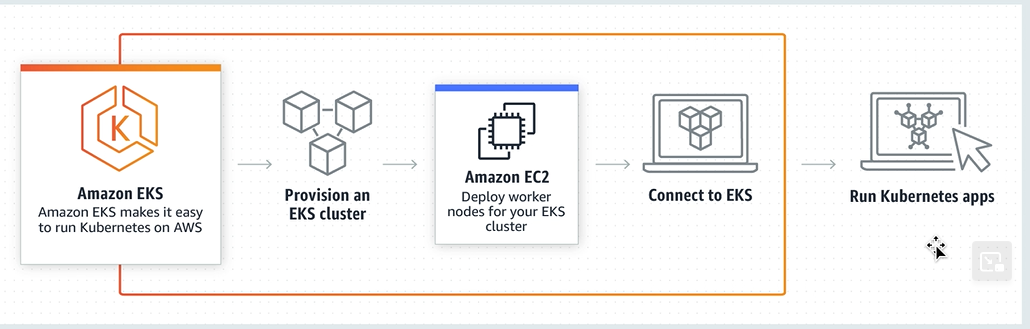 K
Amazon EKS
Amazon EKS makes it easy
to run Kubernetes on AWS
Provision an
EKS cluster
Amazon EC2
Deploy worker
nodes for your EKS
cluster
Connect to EKS
Run Kubernetes apps